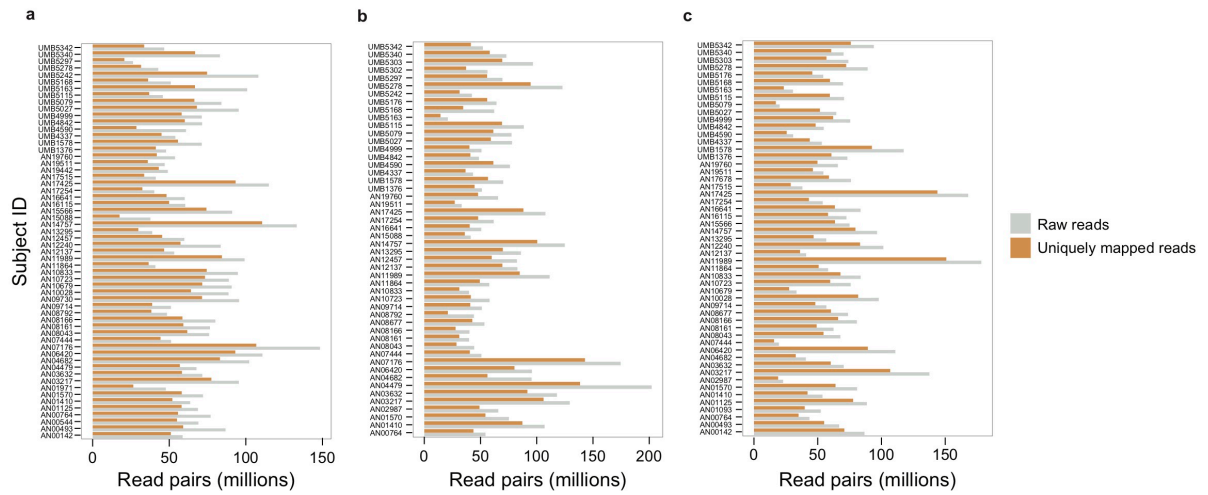 a
UMB5342
UMB5340
UMB5297
UMB5278
UMB5242
UMB5168
UMB5163
UMB5115
UMB5079
UMB5027
UMB4999
UMB4842
UMB4590
UMB4337
UMB1578
UMB1376
AN19760
AN19511
AN19442
AN17515
AN17425
AN17254
AN16641
AN16115
AN15566
AN15088
AN14757
AN13295
AN12457
AN12240
AN12137
AN11989
AN11864
AN10833
AN10723
AN10679
AN10028
AN09730
AN09714
AN08792
AN08166
AN08161
AN08043
AN07444
AN07176
AN06420
AN04682
AN04479
AN03632
AN03217
AN01971
AN01570
AN01410
AN01125
AN00764
AN00544
AN00493
AN00142
0 50 100 150
Read pairs (millions)
Subject ID
b
UMB5342
UMB5340
UMB5303
UMB5302
UMB5297
UMB5278
UMB5242
UMB5176
UMB5168
UMB5163
UMB5115
UMB5079
UMB5027
UMB4999
UMB4842
UMB4590
UMB4337
UMB1578
UMB1376
AN19760
AN19511
AN17425
AN17254
AN16641
AN15088
AN14757
AN13295
AN12457
AN12137
AN11989
AN11864
AN10833
AN10723
AN09714
AN08792
AN08677
AN08166
AN08161
AN08043
AN07444
AN07176
AN06420
AN04682
AN04479
AN03632
AN03217
AN02987
AN01570
AN01410
AN00764
0 50 100 150 200
Read pairs (millions)
c
UMB5342
UMB5340
UMB5303
UMB5278
UMB5176
UMB5168
UMB5163
UMB5115
UMB5079
UMB5027
UMB4999
UMB4842
UMB4590
UMB4337
UMB1578
UMB1376
AN19760
AN19511
AN17678
AN17515
AN17425
AN17254
AN16641
AN16115
AN15566
AN14757
AN13295
AN12240
AN12137
AN11989
AN11864
AN10833
AN10723
AN10679
AN10028
AN09714
AN08677
AN08166
AN08161
AN08043
AN07444
AN06420
AN04682
AN03632
AN03217
AN02987
AN01570
AN01410
AN01125
AN01093
AN00764
AN00493
AN00142
0 50 100 150
Read pairs (millions)
Raw reads
Uniquely mapped reads